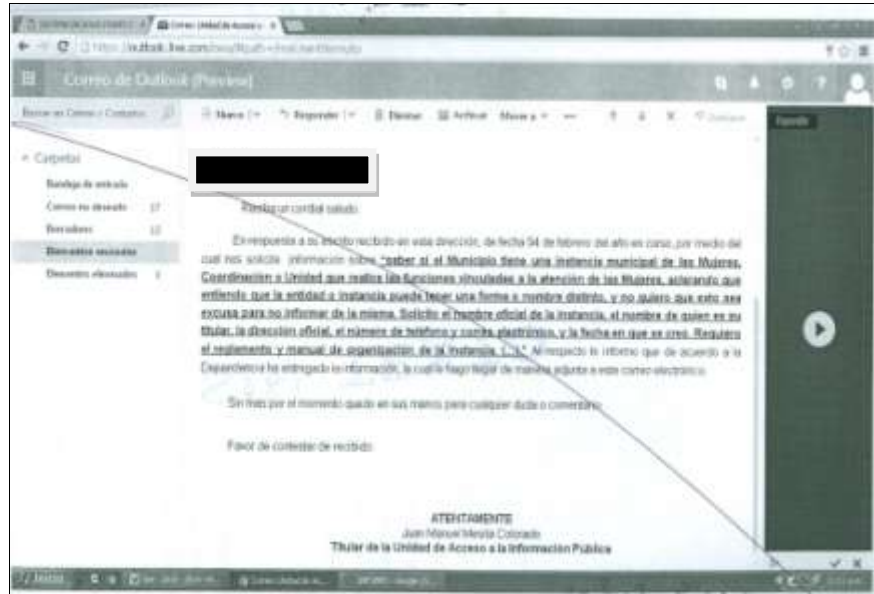 Correo de Outlook (Preview)
Buscar en Correo y Contactos
Nuevo
Responder
Eliminar
Archivar
Mover a
Carpetas
Bandeja de entrada
Correo no deseado 17
Borradores 12
Elementos enviados
Elementos eliminados
Reciba un cordial saludo.
En respuesta a su escrito recibido en esta dirección, de fecha 04 de febrero del año en curso, por medio del
cual nos solicita información sobre "saber si el Municipio tiene una instancia municipal de las Mujeres,
Coordinación o Unidad que realice las funciones vinculadas a la atención de las Mujeres, aclarando que
entiendo que la entidad o instancia puede tener una forma o nombre distinto, y no quiero que esto sea
excusa para no informar de la misma. Solicito el nombre oficial de la instancia, el nombre de quien es su
titular, la dirección oficial, el número de teléfono y correo electrónico, y la fecha en que se creo. Requiero
el reglamento y manual de organización de la instancia. (...)." Al respecto le informo que de acuerdo a la
Dependencia ha entregado la información, la cual le hago llegar de manera adjunta a este correo electrónico.
Sin más por el momento quedo en sus manos para cualquier duda o comentario.
Favor de contestar de recibido
ATENTAMENTE
Juan Manuel Colorado
Titular de la Unidad de Acceso a la Información Pública
Inicio